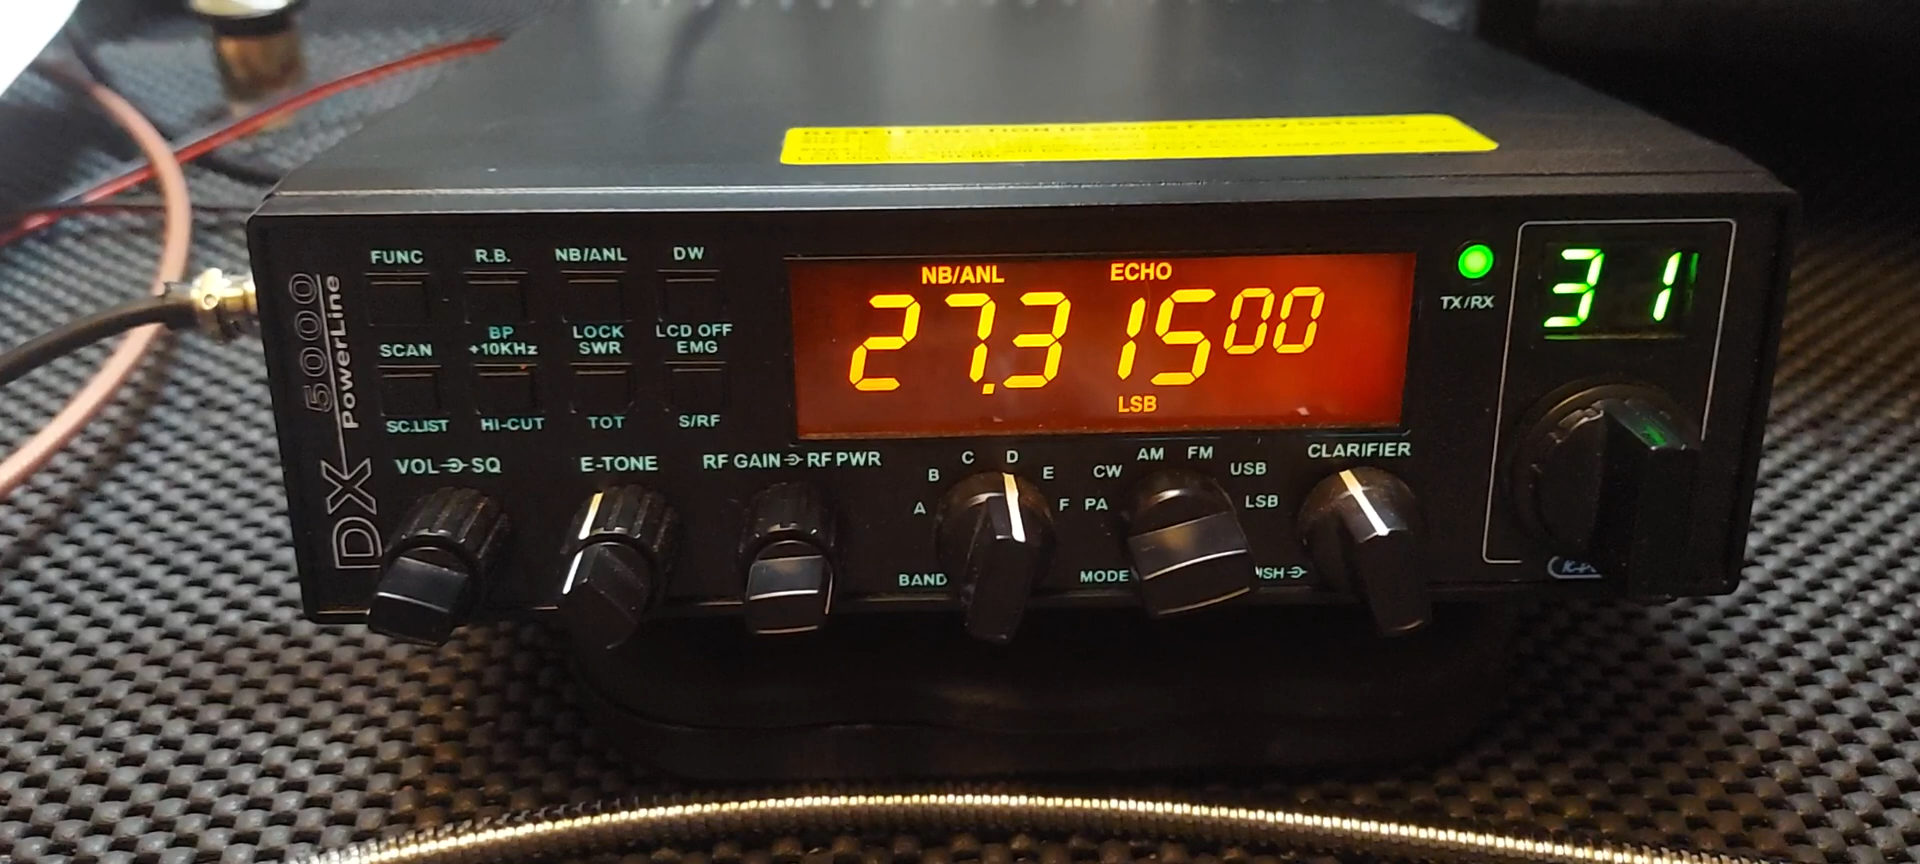 FUNC R.B. NB/ANL DW
SCAN BP +10KHz LOCK SWR LCD OFF EMG
SC.LIST HI-CUT TOT S/RF
DX 5000 PowerLine
NB/ANL ECHO
27.31500
LSB
TX/RX
31
VOL SQ
E-TONE
RF GAIN RF PWR
A B C D E F
BAND
PA CW AM FM USB LSB
MODE
CLARIFIER